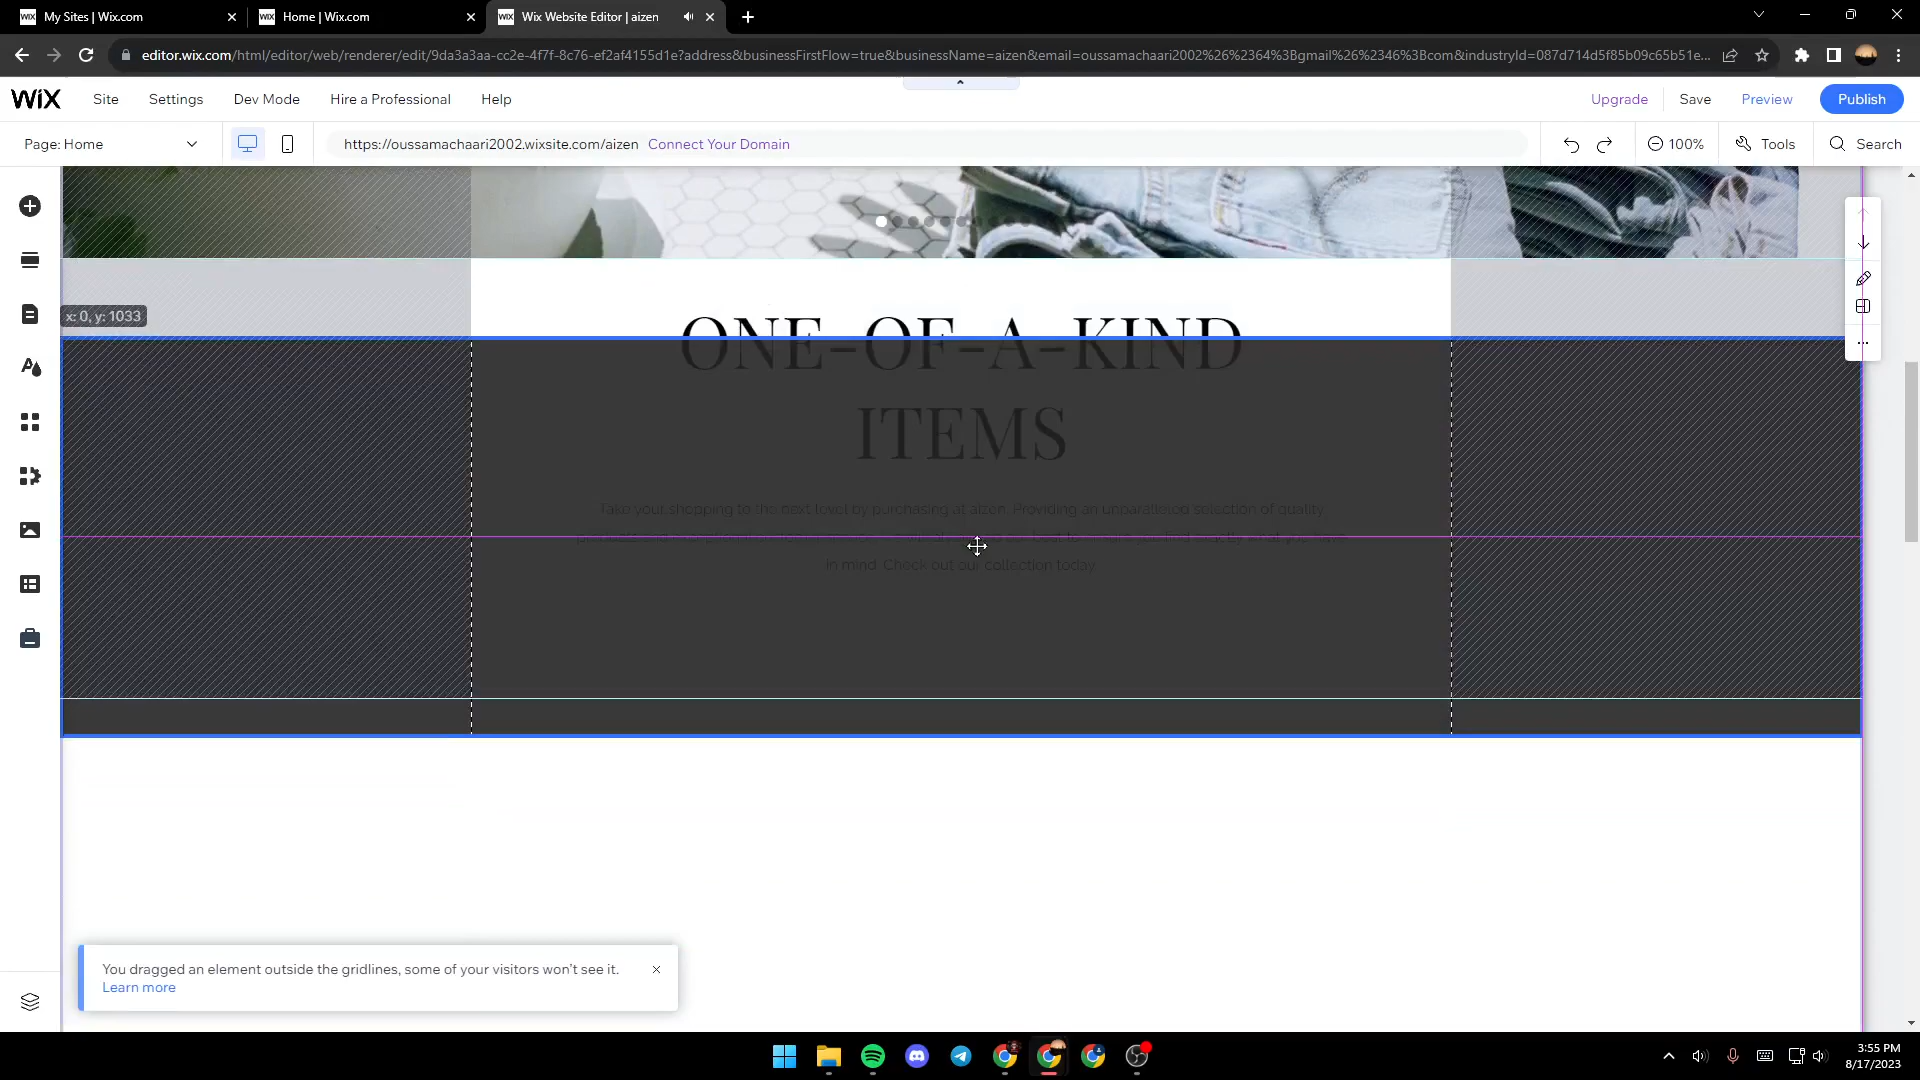 My Sites | Wix.com
Home | Wix.com
Wix Website Editor | aizen
editor.wix.com/html/editor/web/renderer/edit/9da3a3aa-cc2e-4f7f-8c76-ef2af4155d1e?address&businessFirstFlow=true&businessName=aizen&email=oussamachaari2002%26%2364%3Bgmail%26%2346%3Bcom&industryId=087d714d5f85b09c65b51e...
WiX Site Settings Dev Mode Hire a Professional Help Upgrade Save Preview Publish
Page: Home https://oussamachaari2002.wixsite.com/aizen Connect Your Domain 100% Tools Search
x: 0, y: 1033
ONE-OF-A-KIND
ITEMS
Take your shopping to the next level by purchasing at aizen. Providing an unparalleled selection of quality
in mind. Check out our collection today.
You dragged an element outside the gridlines, some of your visitors won't see it.
Learn more
3:55 PM
8/17/2023